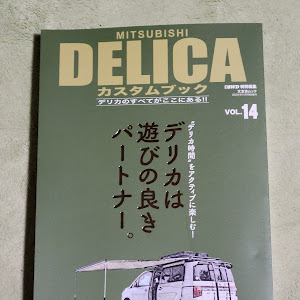 MITSUBISHI
DELICA
カスタムブック
デリカのすべてがここにある!!
VOL.14
"デリカ時間"をアクティブに楽しむー
デリカは
遊びの良き
パートナー。